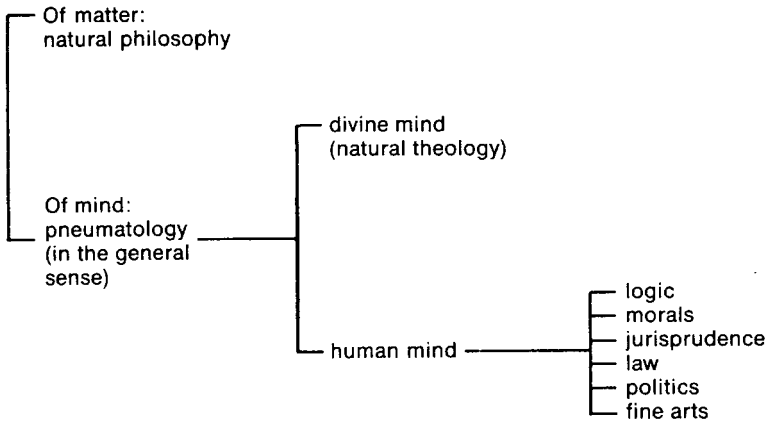 Of matter:
natural philosophy
divine mind
(natural theology)
Of mind:
pneumatology
(in the general
sense)
human mind
logic
morals
jurisprudence
law
politics
fine arts